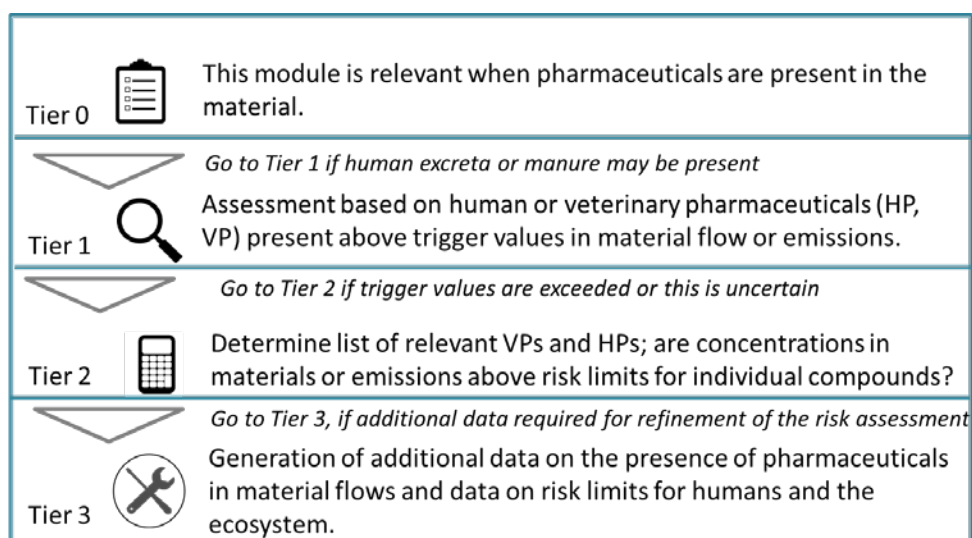 This module is relevant when pharmaceuticals are present in the
material.
Tier 0
Go to Tier 1 if human excreta or manure may be present
Assessment based on human or veterinary pharmaceuticals (HP,
VP) present above trigger values in material flow or emissions.
Tier 1
Go to Tier 2 if trigger values are exceeded or this is uncertain
Determine list of relevant VPs and HPs; are concentrations in
materials or emissions above risk limits for individual compounds?
Tier 2
Go to Tier 3, if additional data required for refinement of the risk assessment
Generation of additional data on the presence of pharmaceuticals
in material flows and data on risk limits for humans and the
ecosystem.
Tier 3